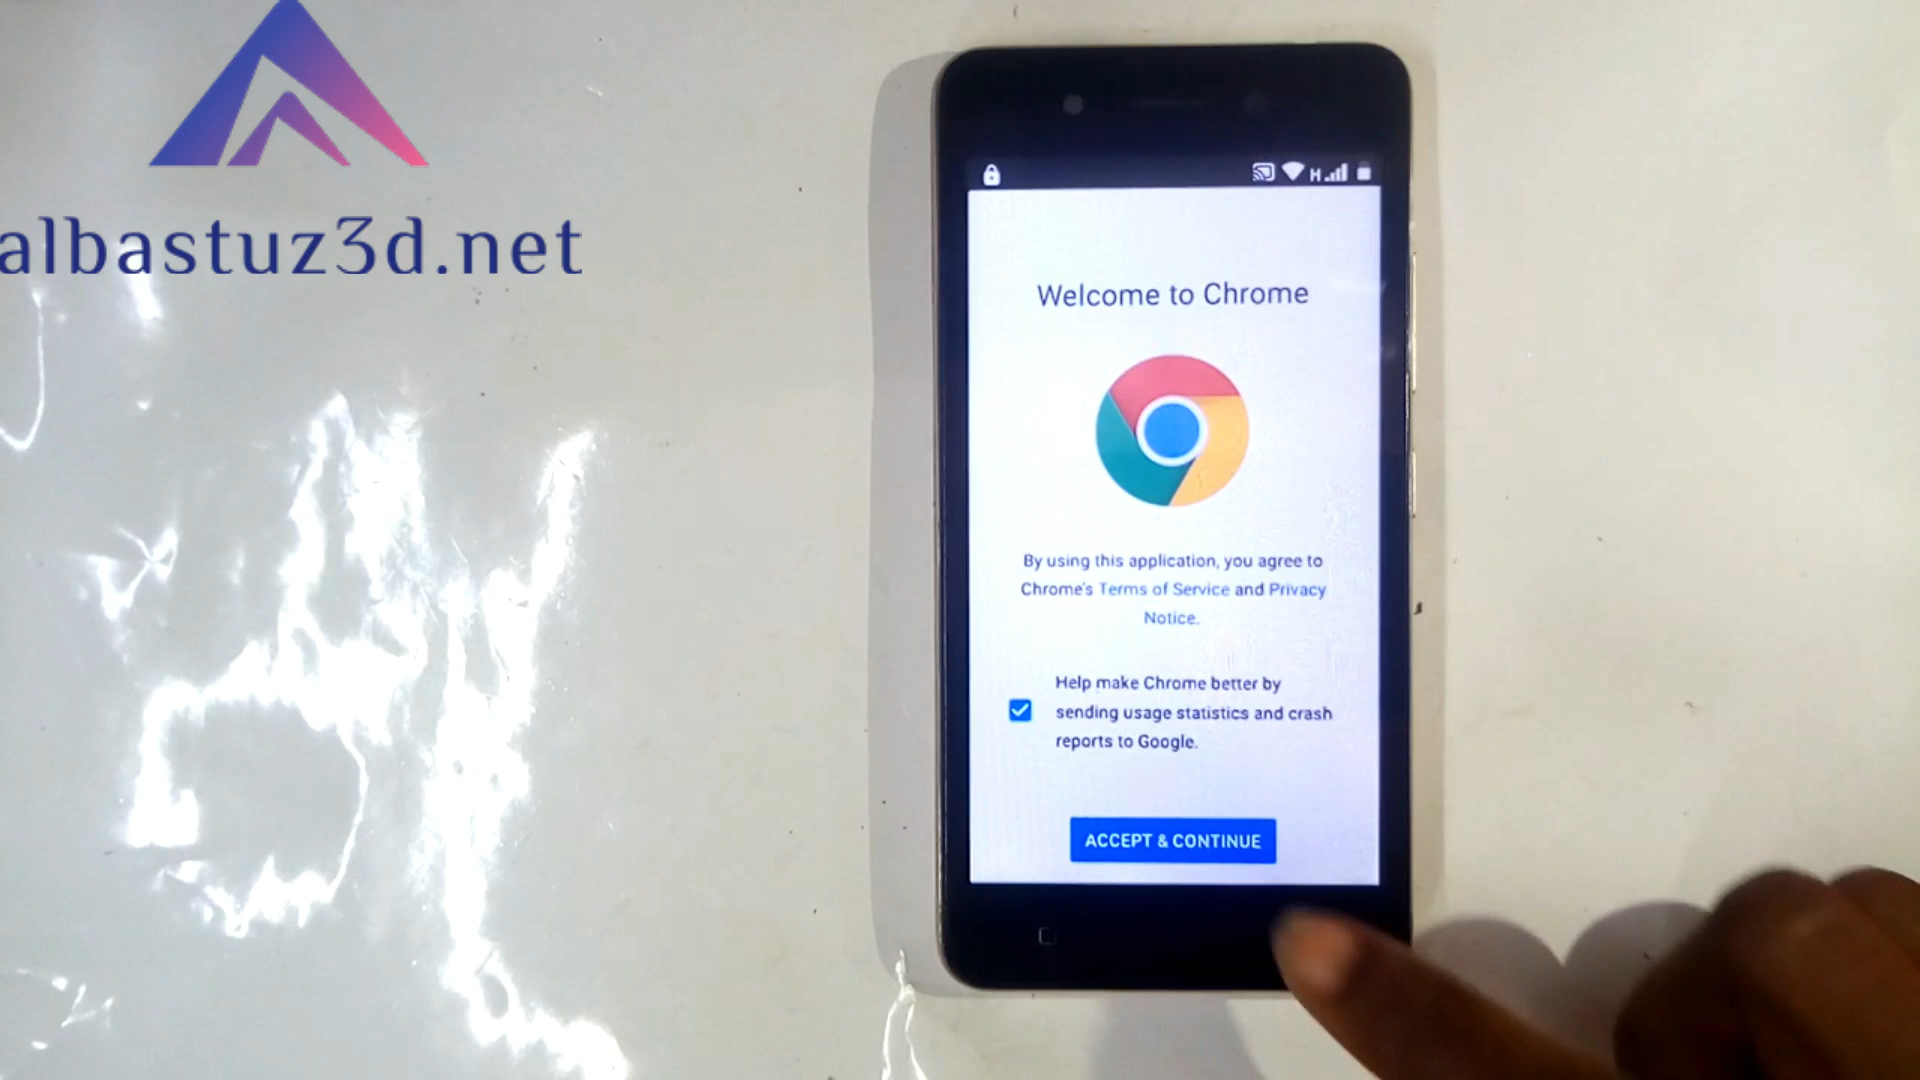 albastuz3d.net
H
Welcome to Chrome
By using this application, you agree to
Chrome's Terms of Service and Privacy
Notice.
Help make Chrome better by
sending usage statistics and crash
reports to Google.
ACCEPT & CONTINUE